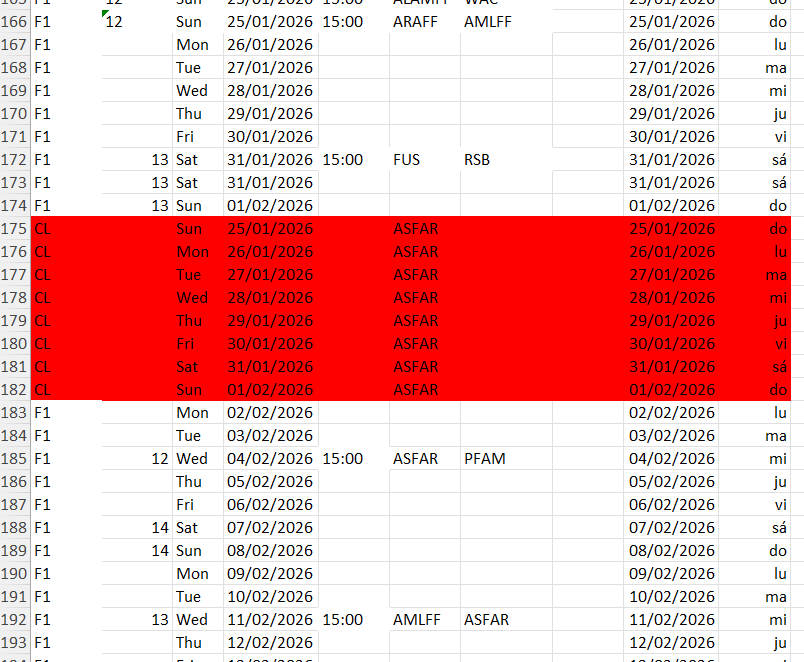 165 F1 12 Sun 25/01/2026 15:00 ALAMFF WAC 25/01/2026 do
166 F1 12 Sun 25/01/2026 15:00 ARAFF AMLFF 25/01/2026 do
167 F1 Mon 26/01/2026 26/01/2026 lu
168 F1 Tue 27/01/2026 27/01/2026 ma
169 F1 Wed 28/01/2026 28/01/2026 mi
170 F1 Thu 29/01/2026 29/01/2026 ju
171 F1 Fri 30/01/2026 30/01/2026 vi
172 F1 13 Sat 31/01/2026 15:00 FUS RSB 31/01/2026 sá
173 F1 13 Sat 31/01/2026 31/01/2026 sá
174 F1 13 Sun 01/02/2026 01/02/2026 do
175 CL Sun 25/01/2026 ASFAR 25/01/2026 do
176 CL Mon 26/01/2026 ASFAR 26/01/2026 lu
177 CL Tue 27/01/2026 ASFAR 27/01/2026 ma
178 CL Wed 28/01/2026 ASFAR 28/01/2026 mi
179 CL Thu 29/01/2026 ASFAR 29/01/2026 ju
180 CL Fri 30/01/2026 ASFAR 30/01/2026 vi
181 CL Sat 31/01/2026 ASFAR 31/01/2026 sá
182 CL Sun 01/02/2026 ASFAR 01/02/2026 do
183 F1 Mon 02/02/2026 02/02/2026 lu
184 F1 Tue 03/02/2026 03/02/2026 ma
185 F1 12 Wed 04/02/2026 15:00 ASFAR PFAM 04/02/2026 mi
186 F1 Thu 05/02/2026 05/02/2026 ju
187 F1 Fri 06/02/2026 06/02/2026 vi
188 F1 14 Sat 07/02/2026 07/02/2026 sá
189 F1 14 Sun 08/02/2026 08/02/2026 do
190 F1 Mon 09/02/2026 09/02/2026 lu
191 F1 Tue 10/02/2026 10/02/2026 ma
192 F1 13 Wed 11/02/2026 15:00 AMLFF ASFAR 11/02/2026 mi
193 F1 Thu 12/02/2026 12/02/2026 ju